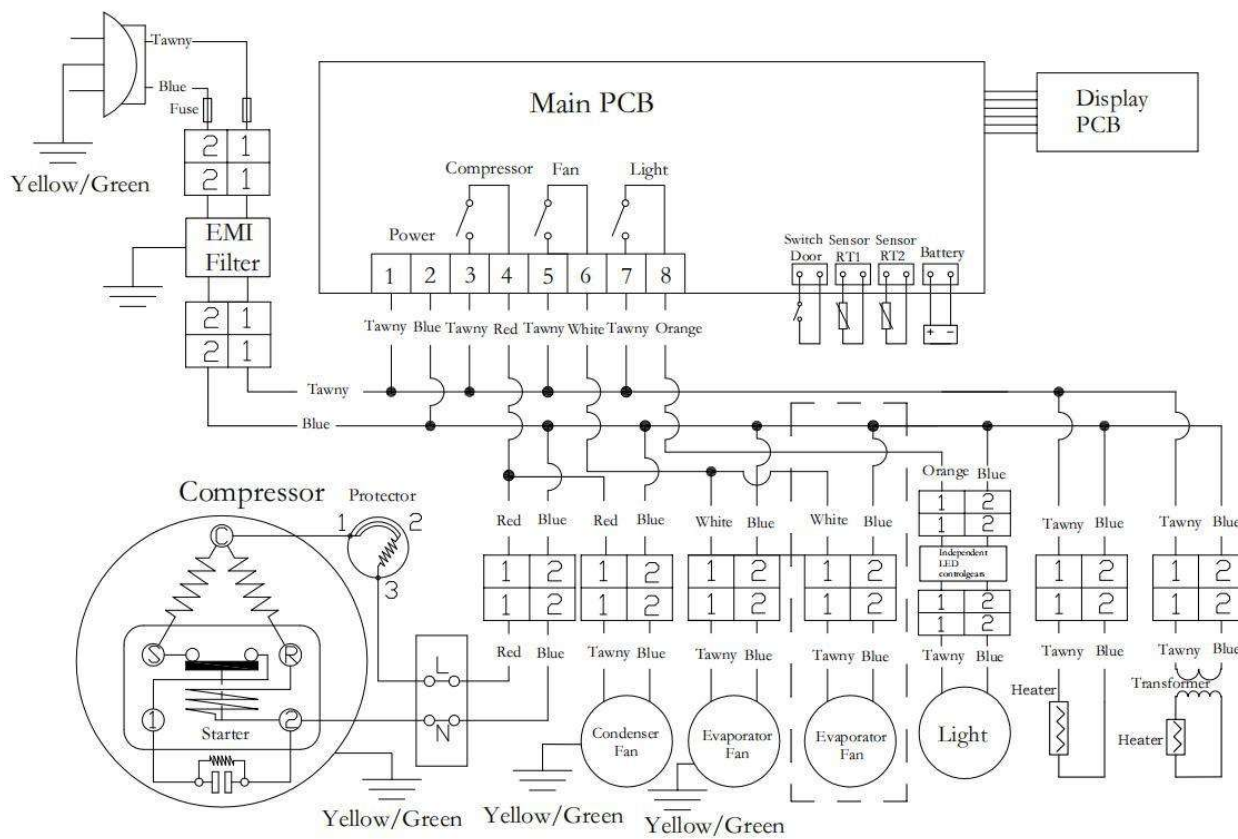 Tawny
Blue
Fuse
2 1
2 1
Yellow/Green
EMI
Filter
2 1
2 1
Main PCB
Display
PCB
Compressor Fan Light
Power
1 2 3 4 5 6 7 8
Switch
Door
Sensor
RT1
Sensor
RT2
Battery
+ -
Tawny Blue Tawny Red Tawny White Tawny Orange
Tawny
Blue
Compressor
Protector
1 2
3
C
S R
1 2
Starter
L
N
Yellow/Green
Orange Blue
1 2
1 2
Independent
LED
controlgears
1 2
1 2
Red Blue Red Blue White Blue White Blue Tawny Blue Tawny Blue
1 2 1 2 1 2 1 2 1 2 1 2
1 2 1 2 1 2 1 2 1 2 1 2
Red Blue Tawny Blue Tawny Blue Tawny Blue Tawny Blue Tawny Blue Tawny Blue
Condenser
Fan
Evaporator
Fan
Evaporator
Fan
Light
Heater
Transformer
Heater
Yellow/Green
Yellow/Green